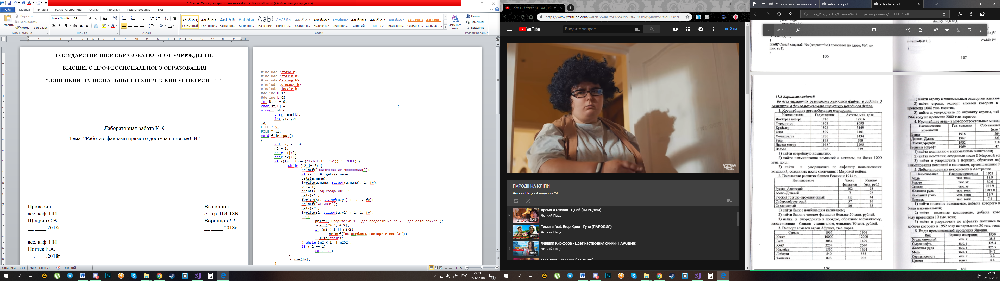 1_1Laba9_Osnovy_Programmirovania+.docx - Microsoft Word (Сбой активации продукта)
Файл Главная Вставка Разметка страницы Ссылки Рассылки Рецензирование Вид
Вставить
Вырезать
Копировать
Формат по образцу
Буфер обмена
Times New Rc 14
Шрифт
Абзац
АаБбВвГг, АаБбВвГг, АаБбВı АаБбВв АаБЫ АаБбВв. АаБбВвГг АаБбВвГг АаБбВвГг АаБбВвГг, АаБбВвГг АаБбВвГг ААБбВвГг, ААБбВвГг,
¶ Обычный ¶ Без инте... Заголово... Заголово... Название Подзагол... Слабое в... Выделение Сильное ... Строгий Цитата 2 Выделенн... Слабая сс... Сильная с...
Стили
Изменить стили
Найти
Заменить
Выделить
Редактирование
ГОСУДАРСТВЕННОЕ ОБРАЗОВАТЕЛЬНОЕ УЧРЕЖДЕНИЕ
ВЫСШЕГО ПРОФЕССИОНАЛЬНОГО ОБРАЗОВАНИЯ
"ДОНЕЦКИЙ НАЦИОНАЛЬНЫЙ ТЕХНИЧЕСКИЙ УНИВЕРСИТЕТ"
Лабораторная работа № 9
Тема: “Работа с файлами прямого доступа на языке СИ”
Проверил:
асс. каф. ПИ
Щедрин С.В.
__.____.2018г.
асс. каф. ПИ
Ногтев Е.А.
__.____.2018г.
Выполнил:
ст. гр. ПИ-18Б
Воронцов ?.?.
__.____.2018г.
#include <stdio.h>
#include <stdlib.h>
#include <string.h>
#include <windows.h>
#include <locale.h>
#define K 12
#define L 68
int N, c = 0;
char st[L] = "-----------------------------------------------------";
struct tab {
char name[K];
int y1, y2;
}a;
FILE *fv;
FILE *fv1;
void fileInput()
{
int n2, k = 0;
n2 = 1;
char s1[K];
char s2[K];
if ((fv = fopen("tab.txt", "w")) != NULL) {
while (n2 != 2) {
printf("Наименование Монополии:");
if (k != 0) gets(a.name);
gets(a.name);
fwrite(a.name, sizeof(a.name), 1, fv);
k += 1;
printf("Год создания:");
gets(s1);
fwrite(s1, sizeof(a.y1) + 1, 1, fv);
printf("Активы:");
gets(s2);
fwrite(s2, sizeof(a.y2) + 1, 1, fv);
do {
printf("Введите:\n 1 - для продолжения.\n 2 - для остановки\n");
scanf("%d", &n2);
if (n2 < 1 || n2>2)
printf("Вы ошиблись повторите ввод\n");
fflush(stdin);
} while (n2 < 1 || n2>2);
if (n2 == 1)
continue;
}
fclose(fv);
}
Страница: 1 из 4 Число слов: 711 русский 110%
РУС 22:03 25.12.2018
Время и Стекло - Е,Бой (П
https://www.youtube.com/watch?v=I4Hz5rY2o4M&list=PLOVIq5ynoaWCfTouFOAN...
YouTube
Введите запрос
ВОЙТИ
ЧОТКИЙ ПАЦА
ПАРОДІЇ НА КЛІПИ
Чоткий Паца - 4 видео из 24
Время и Стекло - Е,Бой (ПАРОДИЯ)
Чоткий Паца
3:46
5
Тимати feat. Егор Крид - Гучи (ПАРОДИЯ)
Чоткий Паца
4:29
6
Филипп Киркоров - Цвет настроения синий (ПАРОДИЯ)
Чоткий Паца
4:44
Osnovy_Programmirovania_ mtdchk_2.pdf mtdchk_2.pdf
file:///G:/ДонНТУ/Основы%20программирования/mtdchk_2.pdf
56 из 71
strcpy(a.fio,b.fio);
i+=sizeof(a)+1;
}
printf("Самый старший: %s (возраст=%d) проживает по адресу %s", str,
max, str1);
}
106
i+=sizeof(a)+1; } /*while i*/
}
107
11.3 Варианты заданий
Во всех вариантах результатами являются файлы; в задании 3
сохранить в файле-результате структуру исходного файла.
1. Крупнейшие автомобильные монополии.
Наименование Год создания Активы, млн. долл.
Дженерал моторз 1916 12916
Форд мотор 1902 8090
Крайслер 1925 3149
Фиат 1899 1401
Фольксваген 1930 1434
Рено 1895 590
Ниссан мотор 1953 1295
Вольво 1926 379
1) найти старейшую компанию;
2) найти наименование компаний с активом, не более 1000
млн. долл.;
3) найти и упорядочить по алфавиту наименования
компаний, созданных после окончания I Мировой войны.
2. Показатели развития банков России к 1914 г.
Наименование Число филиалов Капитал (млн. руб.)
Русско-Азиатский 102 78
Азово-Донской 7 92
Русский торгово-промышленный 111 44
Сибирский торговый 57 36
Соединенный 80 35
1) найти банк с наибольшим капиталом;
2) найти банки с числом филиалов больше 50 млн. рублей;
3) найти и упорядочить в порядке, обратном алфавитному,
наименования банков с капиталом, меньшим 70 млн. рублей.
3. Экспорт алмазов стран Африки, тыс. карат.
Страна 1965 1966
Конго 10000 12000
Гана 3084 1499
ЮАР 2204 2630
Намибия 1590 1694
Либерия 540 555
Танзания 828 905
108
1) найти страну с минимальным экспортом алмазов
2) найти страны, экспорт алмазов которых в
превысил 1000 тыс. каратов;
3) найти и упорядочить по алфавиту страны, чей
1966 году не превысил 2000 тыс. каратов.
4. Крупнейшие авиа- и моторостроительные моноп
Наименование монополии Год создания Собственный (млн.
Боинг 1916 564
Доннел-Дуглас 1967 323
Локхид эркрафт 1932 318
Бритиш эркрафт 1969 47
1) найти компанию с минимальным капиталом;
2) найти компании, созданные после II Мировой во
3) найти и упорядочить в порядке, обратном алф
наименования компаний с капиталом, превышающим 3
5. Добыча полезных ископаемых в Австралии.
Наименование Единица измерения 1952
Медь тыс. тонн 18.9
Золото тыс. кг 30.6
Свинец тыс. кг 213.9
Железная руда тыс. тонн 1913.0
Каменный уголь млн. тонн 19.7
Бокситы тыс. тонн 7.4
1) найти полезное ископаемое, добыча которого в
была максимальной;
2) найти полезные ископаемые, добыча кот
году превысила 10 тыс. тонн;
3) найти и упорядочить по алфавиту полезные и
добыча которых в 1952 году не первысила 20 тыс. тонн
6. Виды промышленной продукции Японии.
Вид Единица измерения 1950
Уголь каменный млн. т 38.5
Сырая нефть тыс. т 328.4
Железная руда тыс. т 825.9
Медь тыс. т 84.7
Серная кислота млн. т 3.2
Цемент млн.т 4.4
109
22:03
25.12.2018